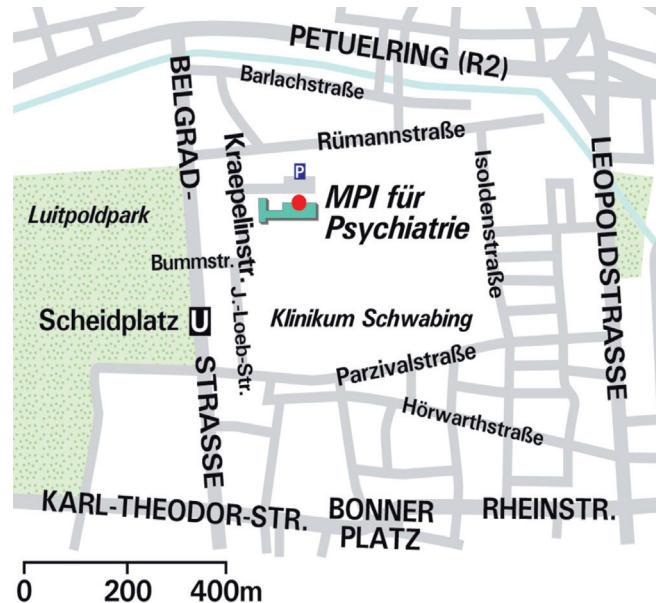 PETUELRING (R2)
Barlachstraße
BELGRAD-
STRASSE
Kraepelinstr.
Rümannstraße
P
MPI für
Psychiatrie
Isoldenstraße
LEOPOLDSTRASSE
Luitpoldpark
Bummstr.
Scheidplatz U
J.-Loeb-Str.
Klinikum Schwabing
Parzivalstraße
Hörwarthstraße
KARL-THEODOR-STR.
BONNER
PLATZ
RHEINSTR.
0 200 400m